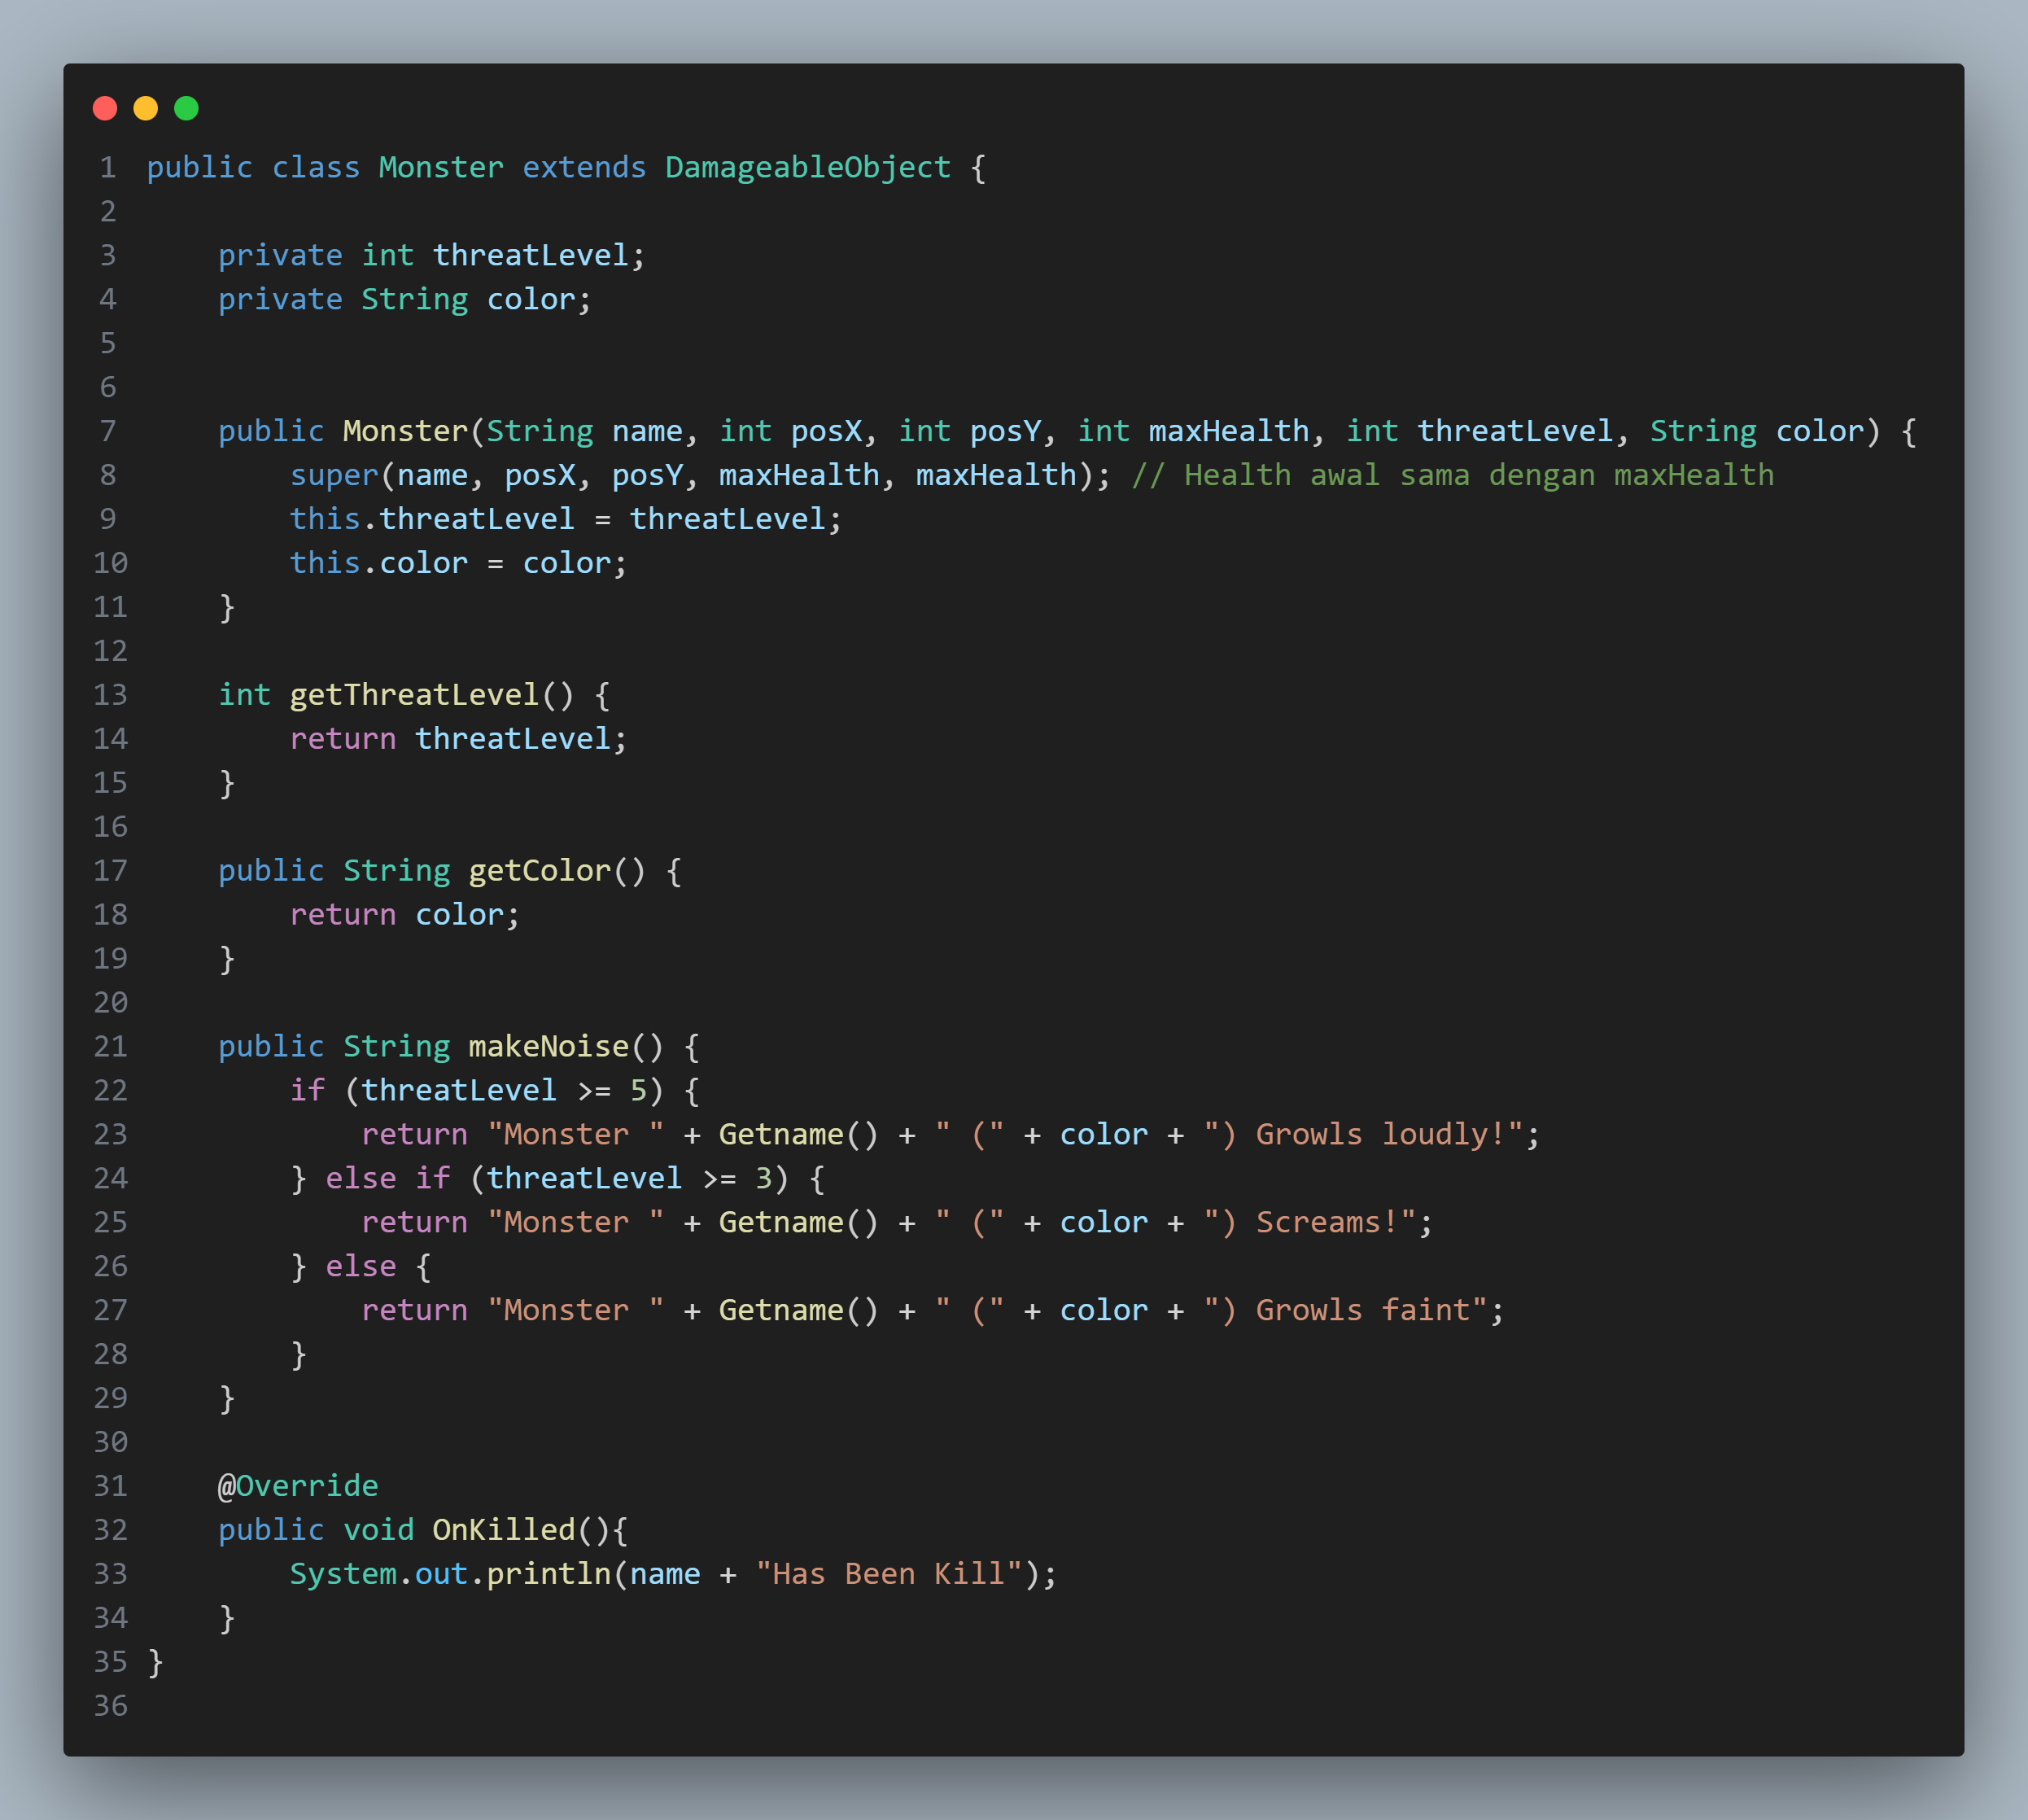 1 public class Monster extends DamageableObject {
2
3     private int threatLevel;
4     private String color;
5
6
7     public Monster(String name, int posX, int posY, int maxHealth, int threatLevel, String color) {
8         super(name, posX, posY, maxHealth, maxHealth); // Health awal sama dengan maxHealth
9         this.threatLevel = threatLevel;
10         this.color = color;
11     }
12
13     int getThreatLevel() {
14         return threatLevel;
15     }
16
17     public String getColor() {
18         return color;
19     }
20
21     public String makeNoise() {
22         if (threatLevel >= 5) {
23             return "Monster " + Getname() + " (" + color + ") Growls loudly!";
24         } else if (threatLevel >= 3) {
25             return "Monster " + Getname() + " (" + color + ") Screams!";
26         } else {
27             return "Monster " + Getname() + " (" + color + ") Growls faint";
28         }
29     }
30
31     @Override
32     public void OnKilled(){
33         System.out.println(name + "Has Been Kill");
34     }
35 }
36